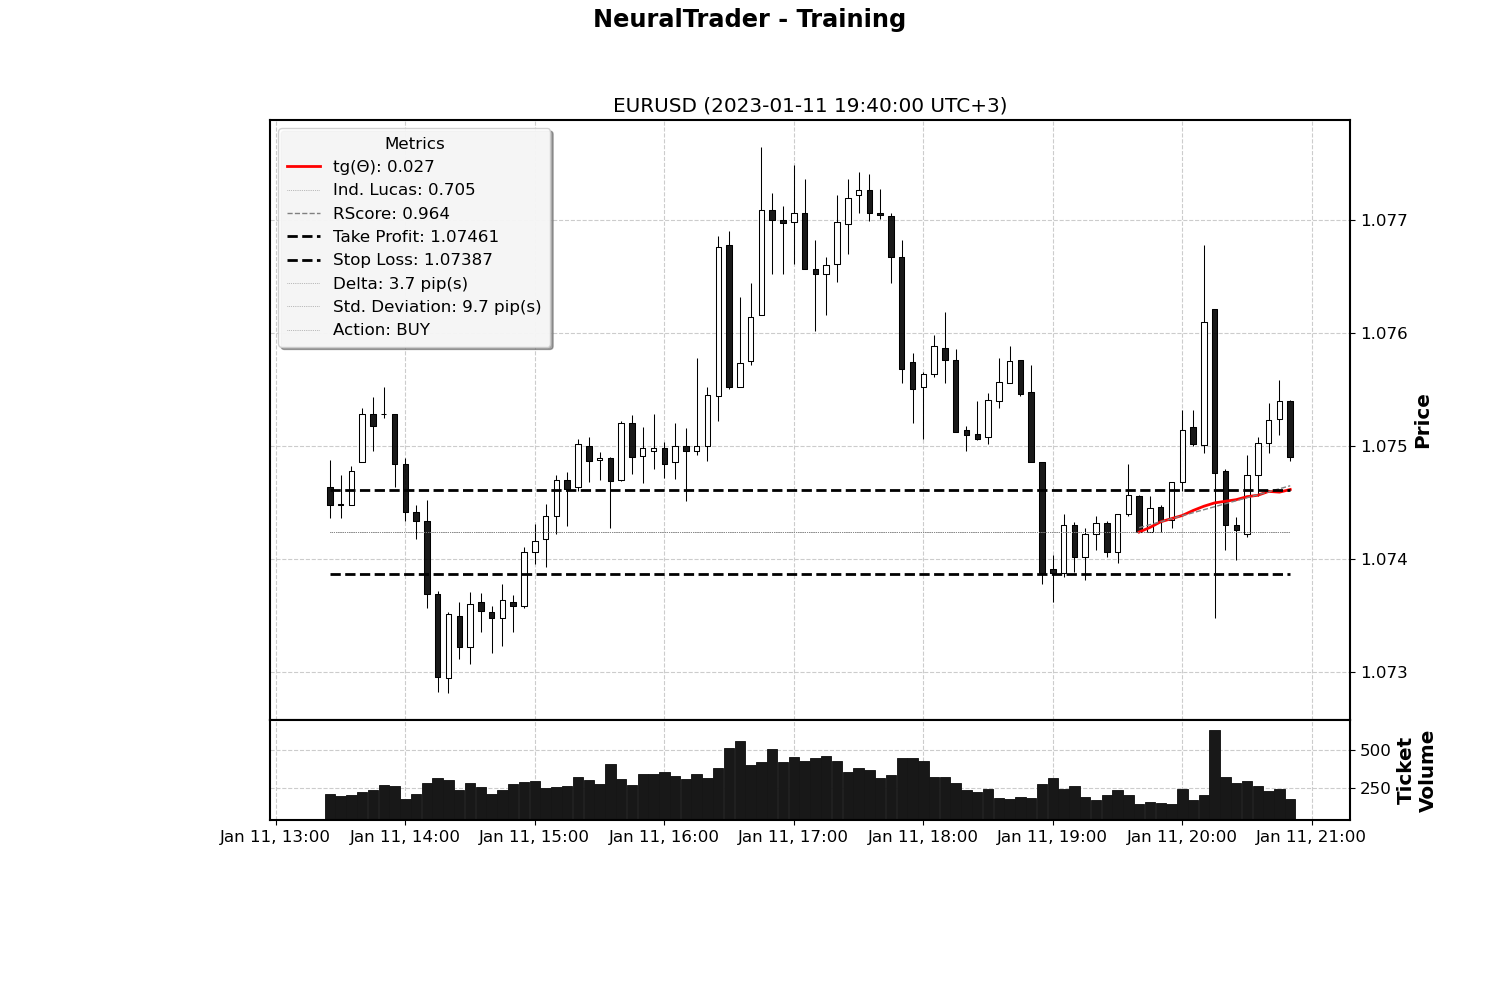 NeuralTrader - Training
EURUSD (2023-01-11 19:40:00 UTC+3)
Metrics
tg(Θ): 0.027
Ind. Lucas: 0.705
RScore: 0.964
Take Profit: 1.07461
Stop Loss: 1.07387
Delta: 3.7 pip(s)
Std. Deviation: 9.7 pip(s)
Action: BUY
1.077
1.076
1.075
1.074
1.073
Price
500
250
Ticket
Volume
Jan 11, 13:00 Jan 11, 14:00 Jan 11, 15:00 Jan 11, 16:00 Jan 11, 17:00 Jan 11, 18:00 Jan 11, 19:00 Jan 11, 20:00 Jan 11, 21:00